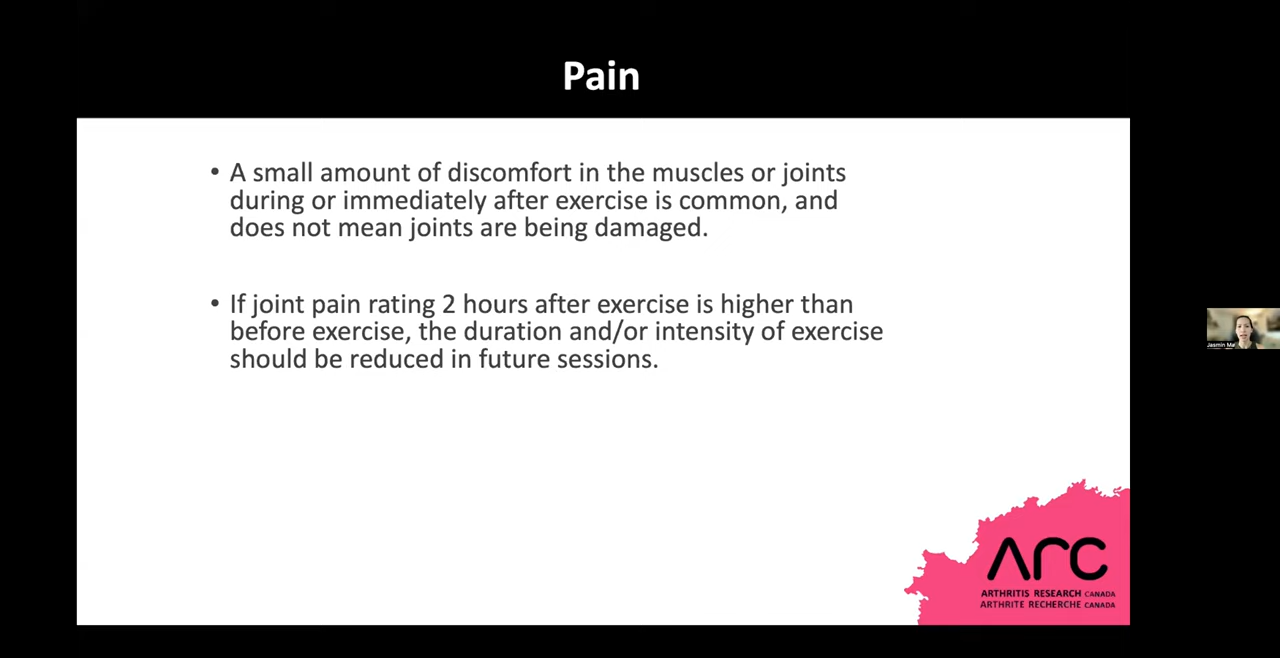 Pain
• A small amount of discomfort in the muscles or joints
during or immediately after exercise is common, and
does not mean joints are being damaged.
• If joint pain rating 2 hours after exercise is higher than
before exercise, the duration and/or intensity of exercise
should be reduced in future sessions.
Jasmin Ma
arc
ARTHRITIS RESEARCH CANADA
ARTHRITE RECHERCHE CANADA